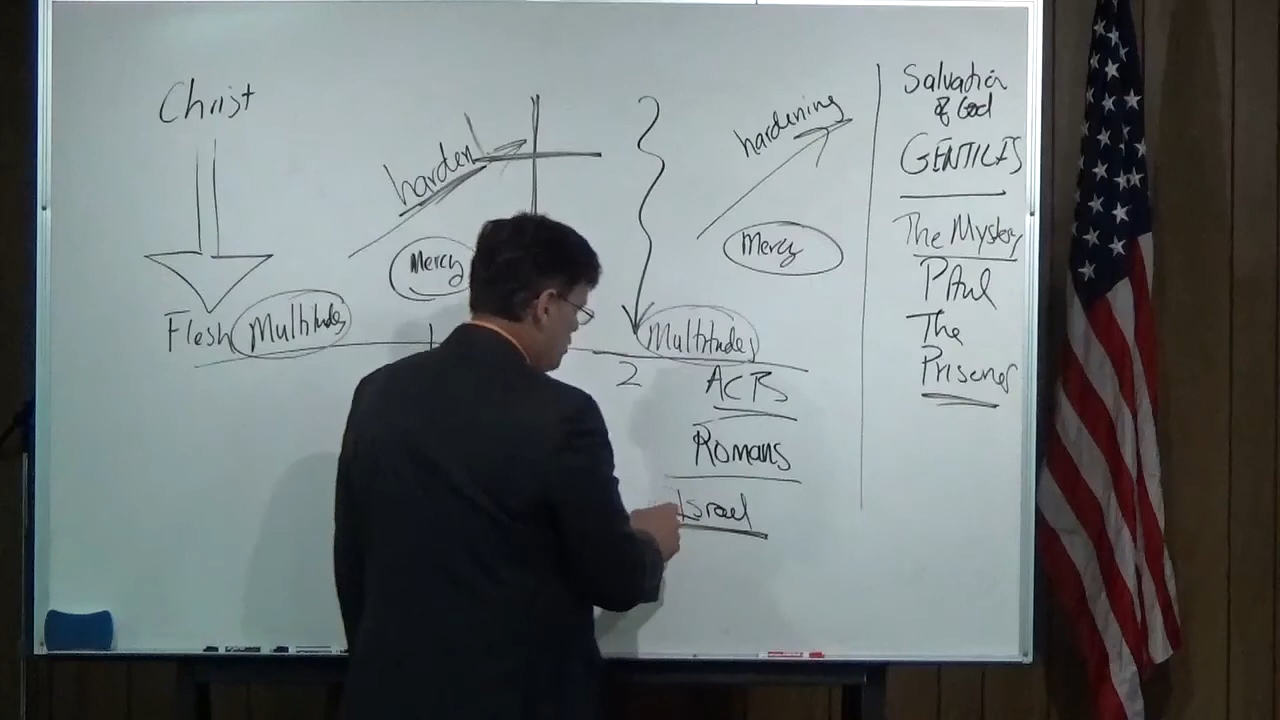 Christ
harden
Mercy
Flesh Multitudes
hardening
Mercy
Multitudes
2
Romans
Israel
Salvation
of God
GENTILES
The Mystery
PAul
The
Prisoner